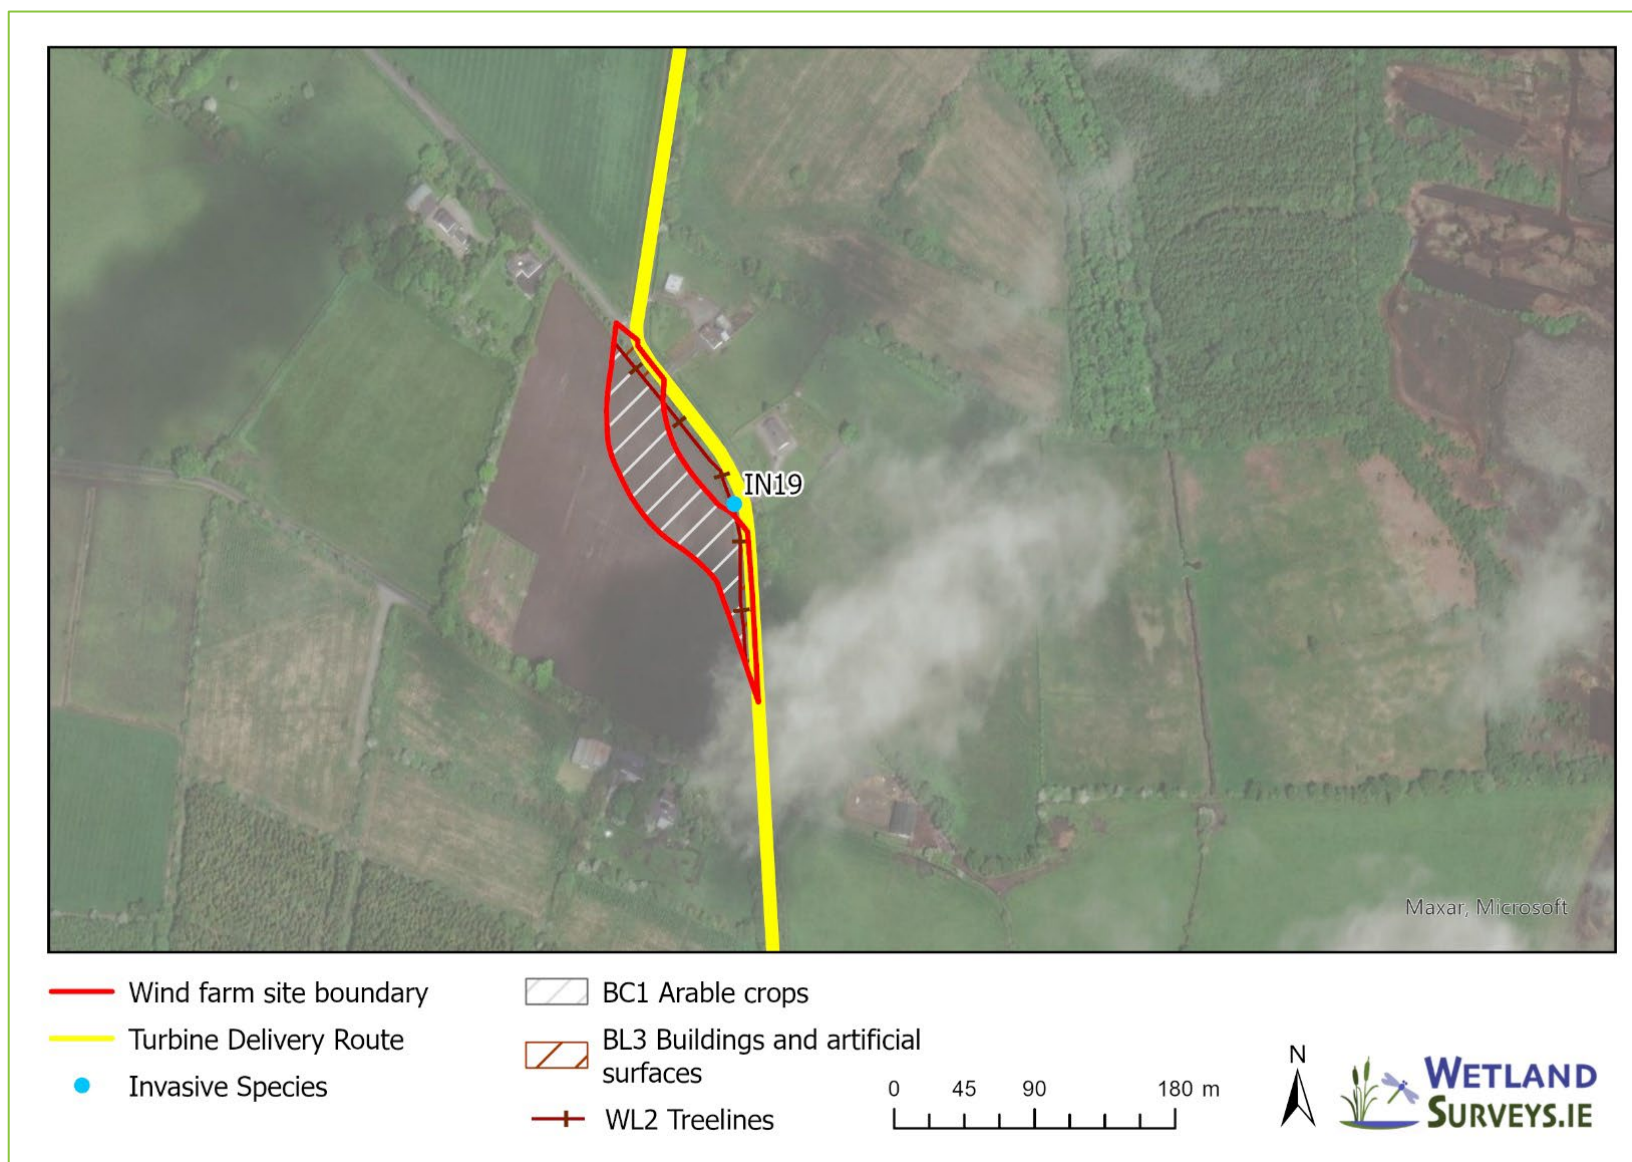 IN19
Maxar, Microsoft
Wind farm site boundary
Turbine Delivery Route
Invasive Species
BC1 Arable crops
BL3 Buildings and artificial
surfaces
WL2 Treelines
0 45 90 180 m
N
WETLAND
SURVEYS.IE